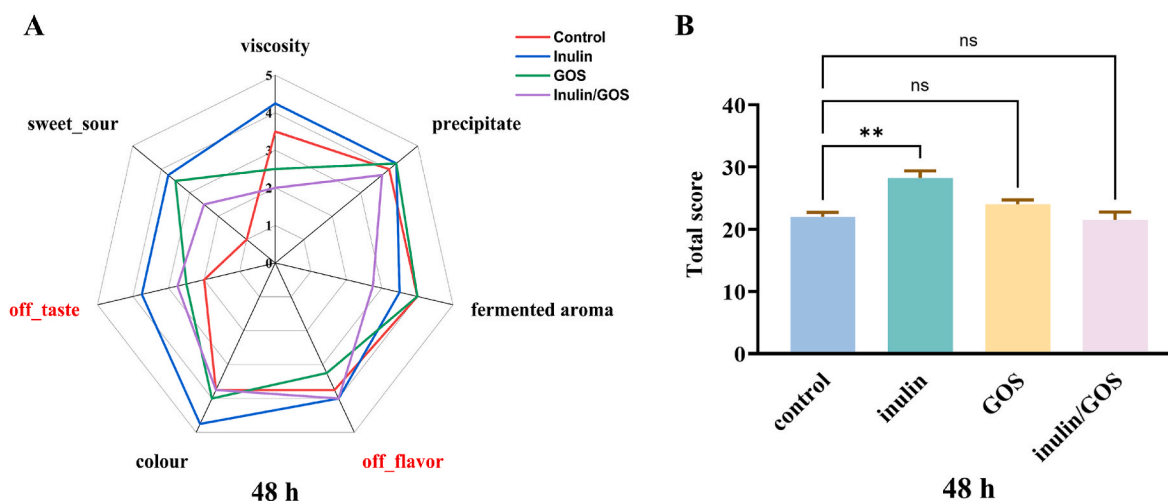 A
Control
Inulin
GOS
Inulin/GOS
viscosity
precipitate
fermented aroma
off_flavor
colour
off_taste
sweet_sour
5
4
3
2
1
0
48 h
B
ns
ns
**
Total score
40
30
20
10
0
control
inulin
GOS
inulin/GOS
48 h